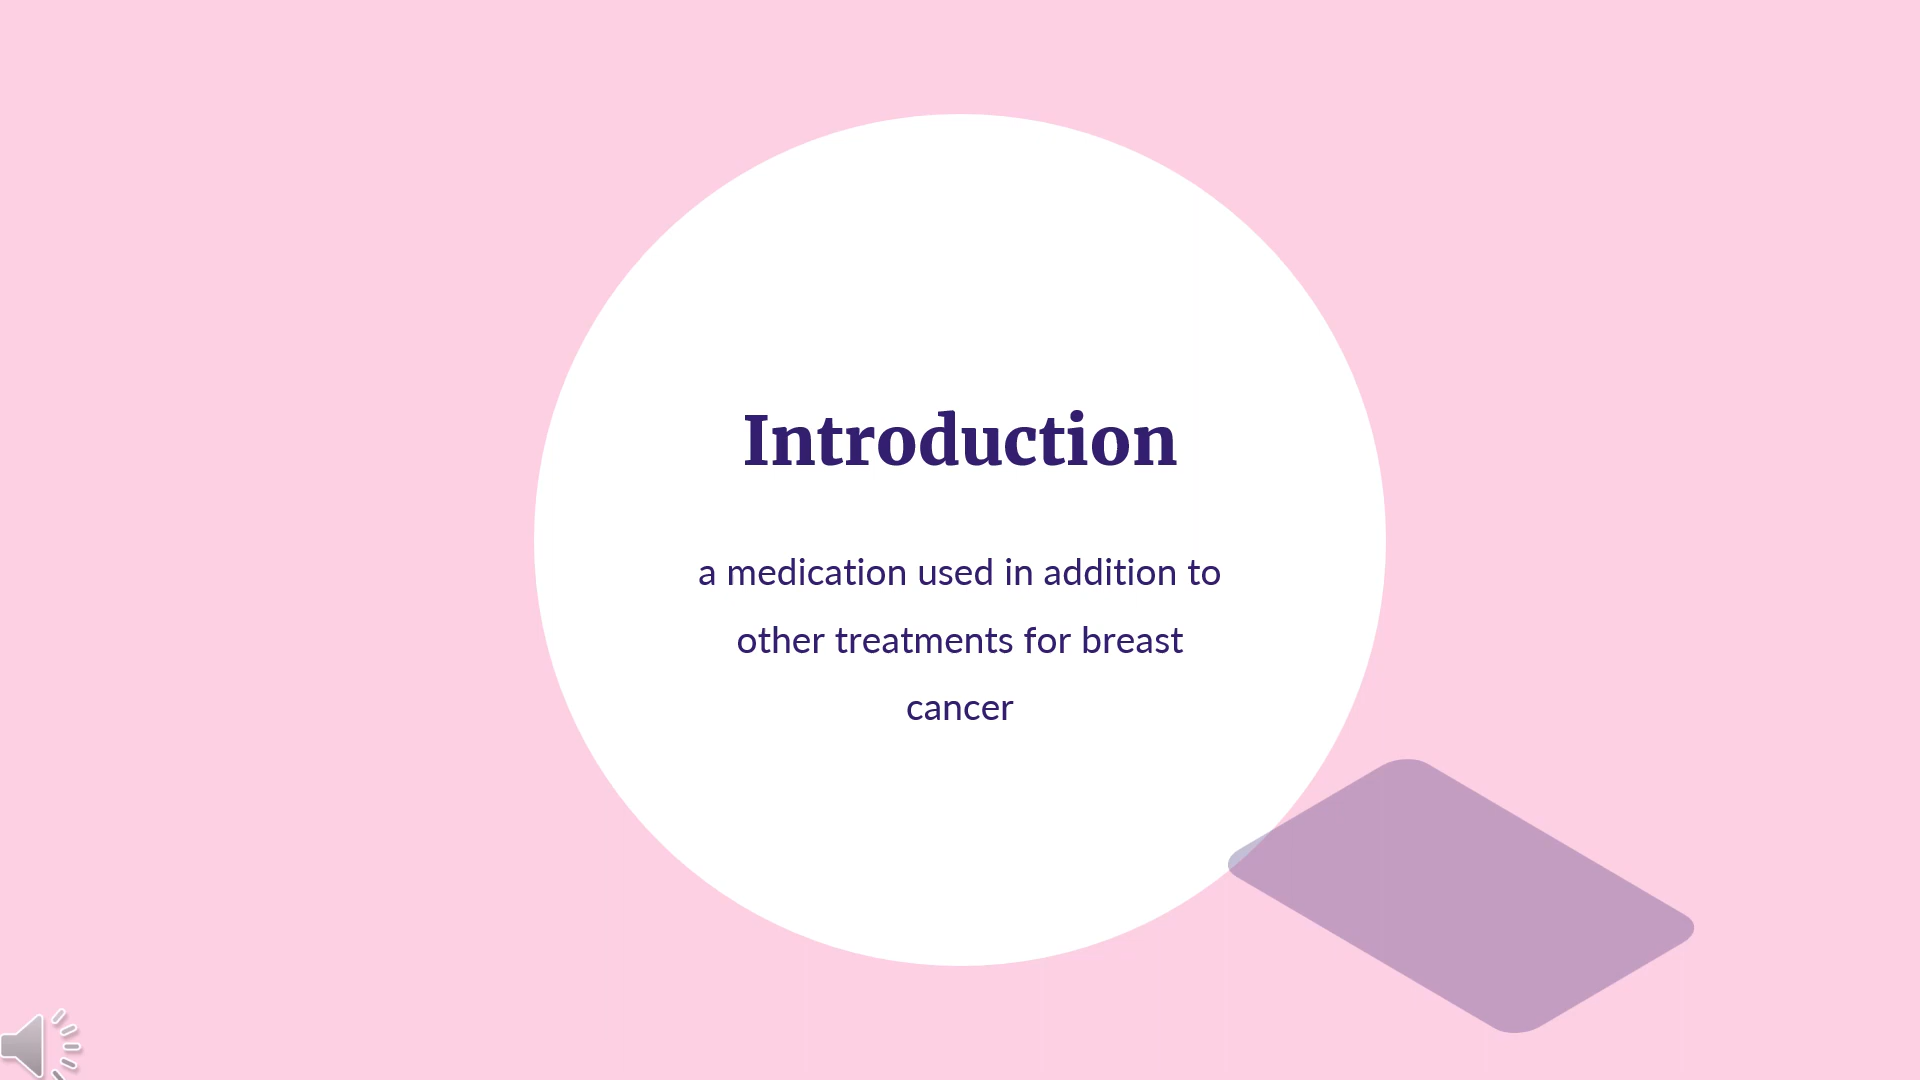 Introduction
a medication used in addition to
other treatments for breast
cancer